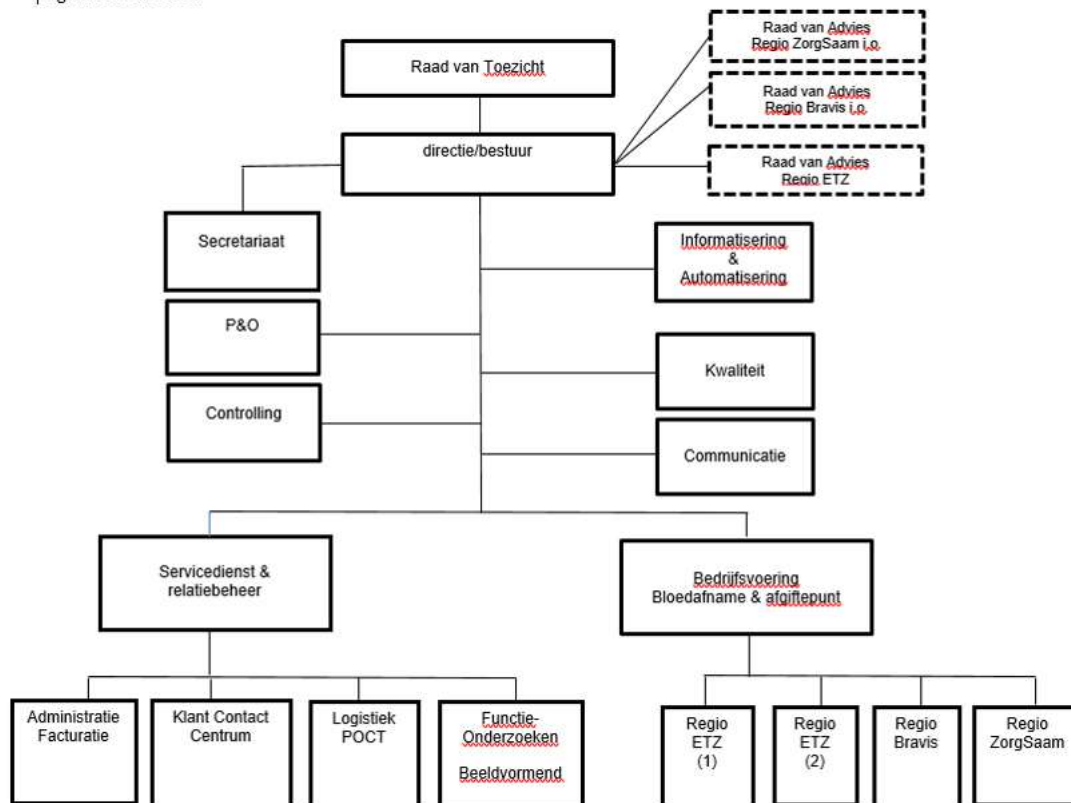 Raad van Toezicht
Raad van Advies
Regio ZorgSaam i.o.
Raad van Advies
Regio Bravis i.o.
directie/bestuur
Raad van Advies
Regio ETZ
Secretariaat
Informatisering
&
Automatisering
P&O
Kwaliteit
Controlling
Communicatie
Servicedienst &
relatiebeheer
Bedrijfsvoering
Bloedafname & afgiftepunt
Administratie
Facturatie
Klant Contact
Centrum
Logistiek
POCT
Functie-
Onderzoeken
Beeldvormend
Regio
ETZ
(1)
Regio
ETZ
(2)
Regio
Bravis
Regio
ZorgSaam